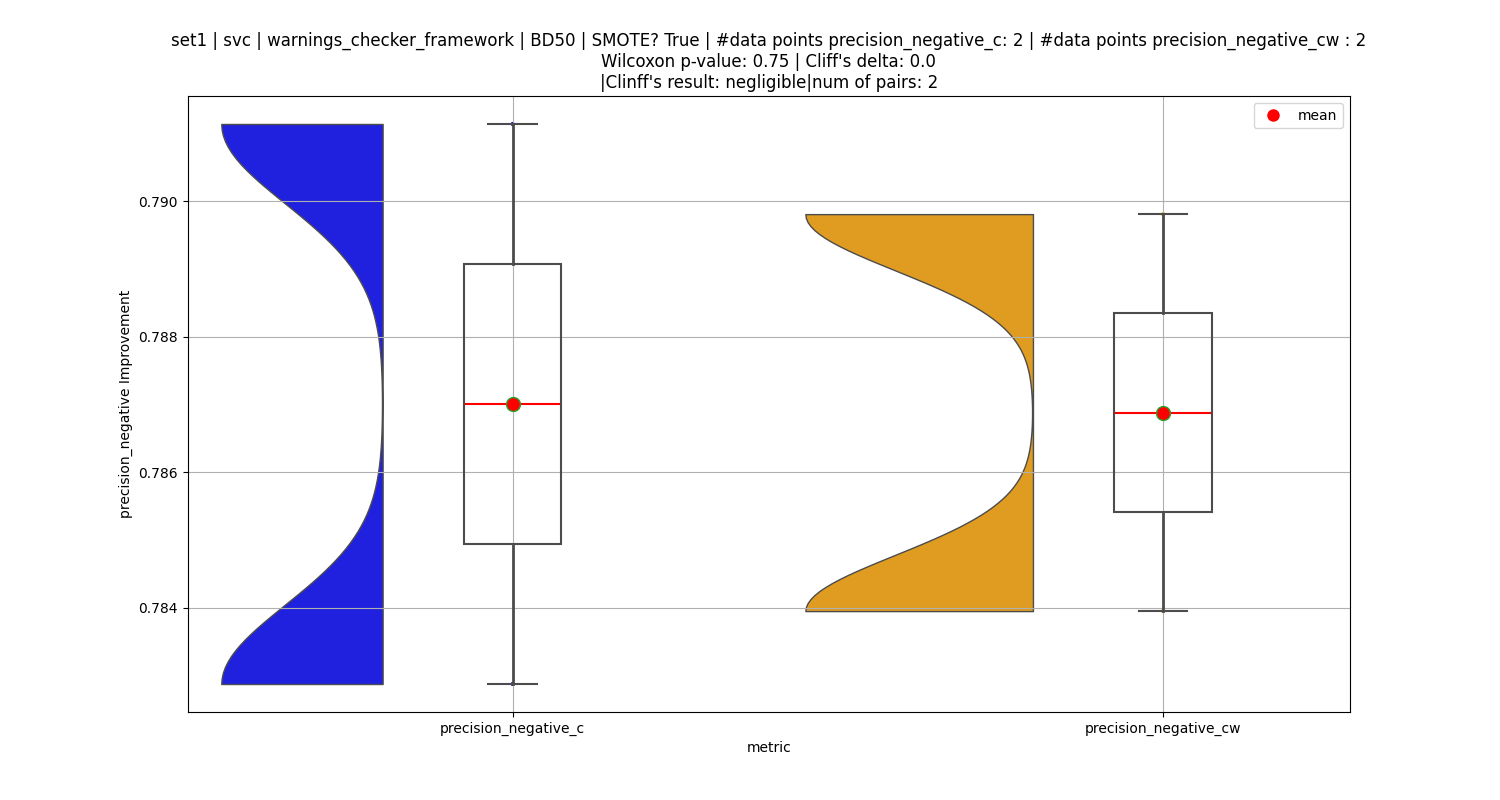 set1 | svc | warnings_checker_framework | BD50 | SMOTE? True | #data points precision_negative_c: 2 | #data points precision_negative_cw : 2
Wilcoxon p-value: 0.75 | Cliff's delta: 0.0
|Clinff's result: negligible|num of pairs: 2
mean
0.790
0.788
0.786
0.784
precision_negative Improvement
precision_negative_c
precision_negative_cw
metric